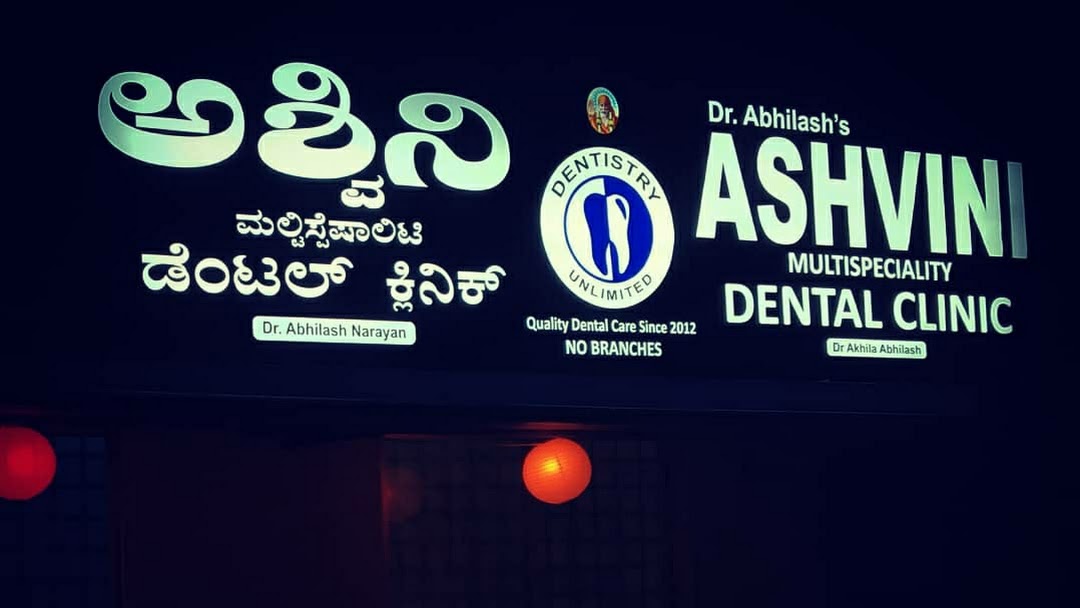 ಅಶ್ವಿನಿ
ಮಲ್ಟಿಸ್ಪೆಷಾಲಿಟಿ
ಡೆಂಟಲ್ ಕ್ಲಿನಿಕ್
Dr. Abhilash Narayan
DENTISTRY
UNLIMITED
Quality Dental Care Since 2012
NO BRANCHES
Dr. Abhilash's
ASHVINI
MULTISPECIALITY
DENTAL CLINIC
Dr Akhila Abhilash